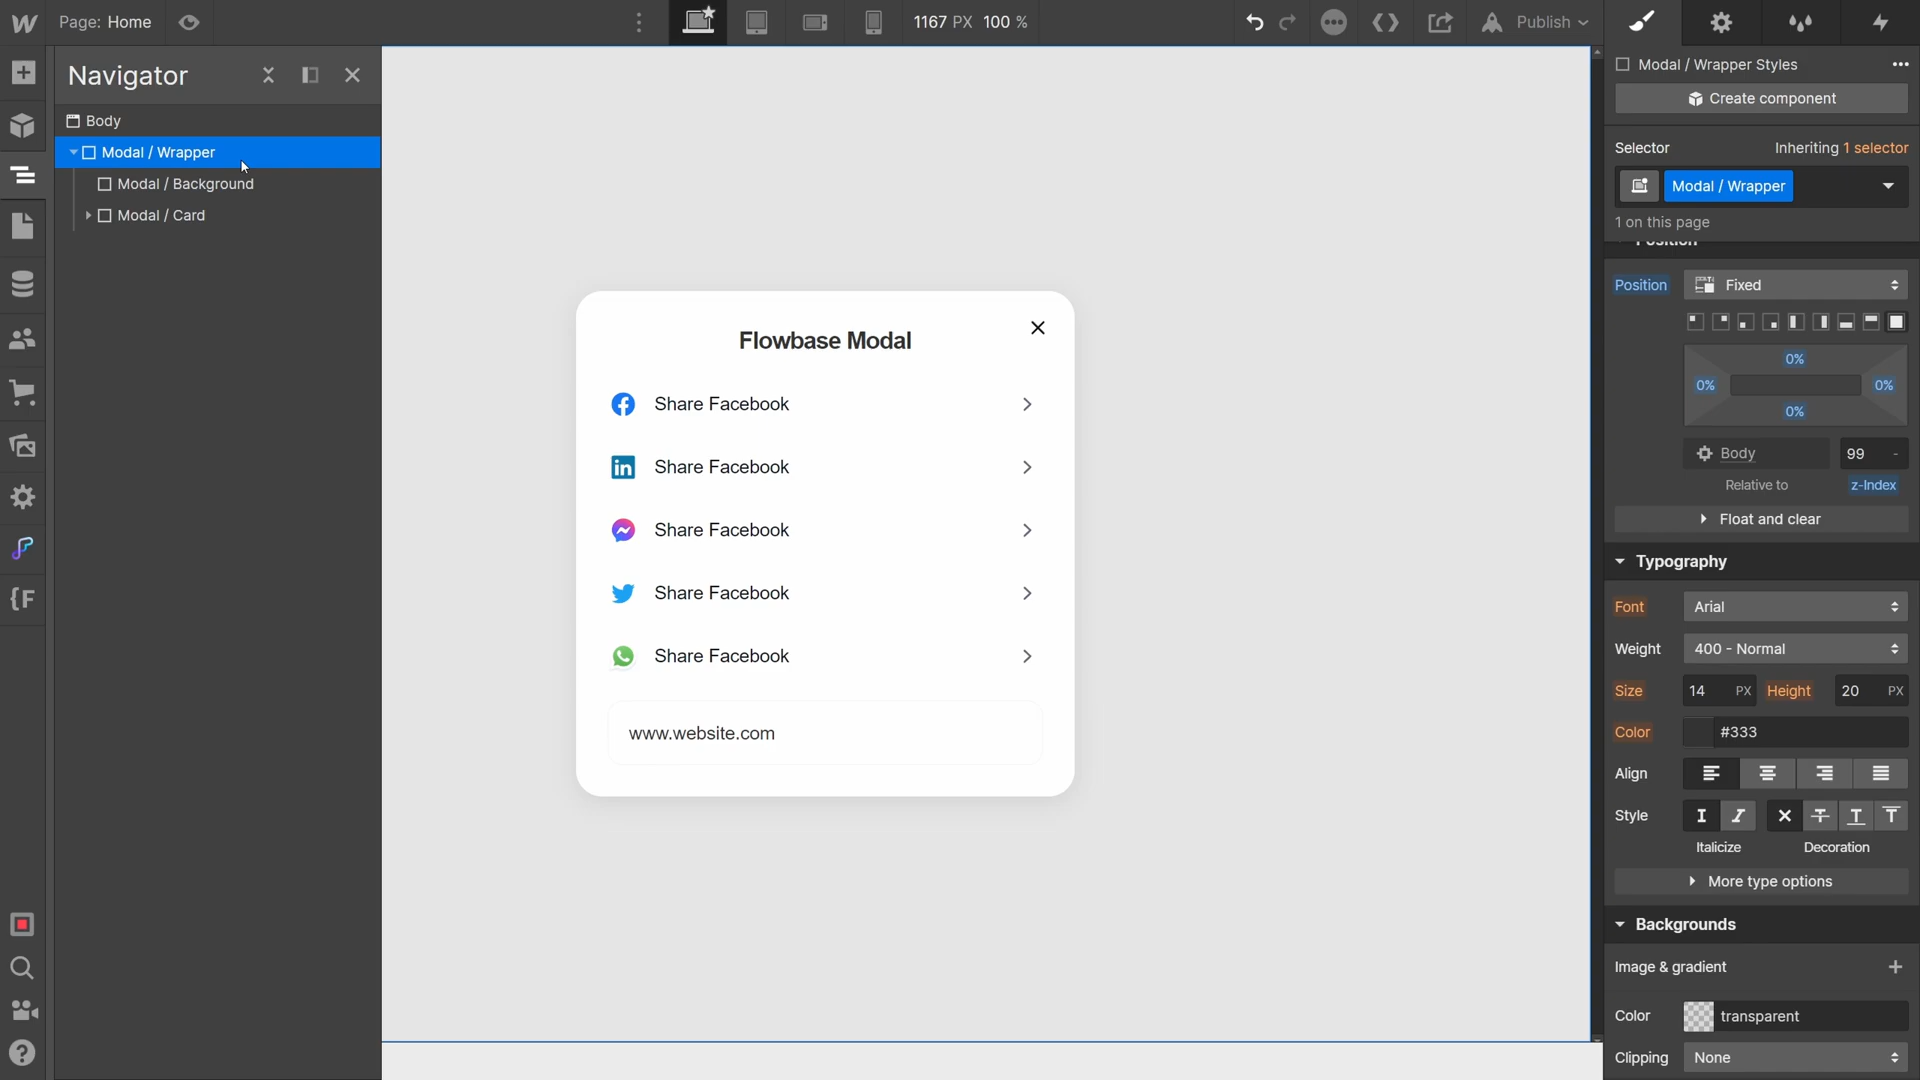 Page: Home
1167 PX 100 %
Publish
Navigator
Body
Modal / Wrapper
Modal / Background
Modal / Card
Flowbase Modal
Share Facebook
Share Facebook
Share Facebook
Share Facebook
Share Facebook
www.website.com
Modal / Wrapper Styles
Create component
Selector
Inheriting 1 selector
Modal / Wrapper
1 on this page
Position
Position
Fixed
0%
0%
0%
0%
Body
99
-
Relative to
z-Index
Float and clear
Typography
Font
Arial
Weight
400 - Normal
Size
14 PX
Height
20 PX
Color
#333
Align
Style
Italicize
Decoration
More type options
Backgrounds
Image & gradient
Color
transparent
Clipping
None